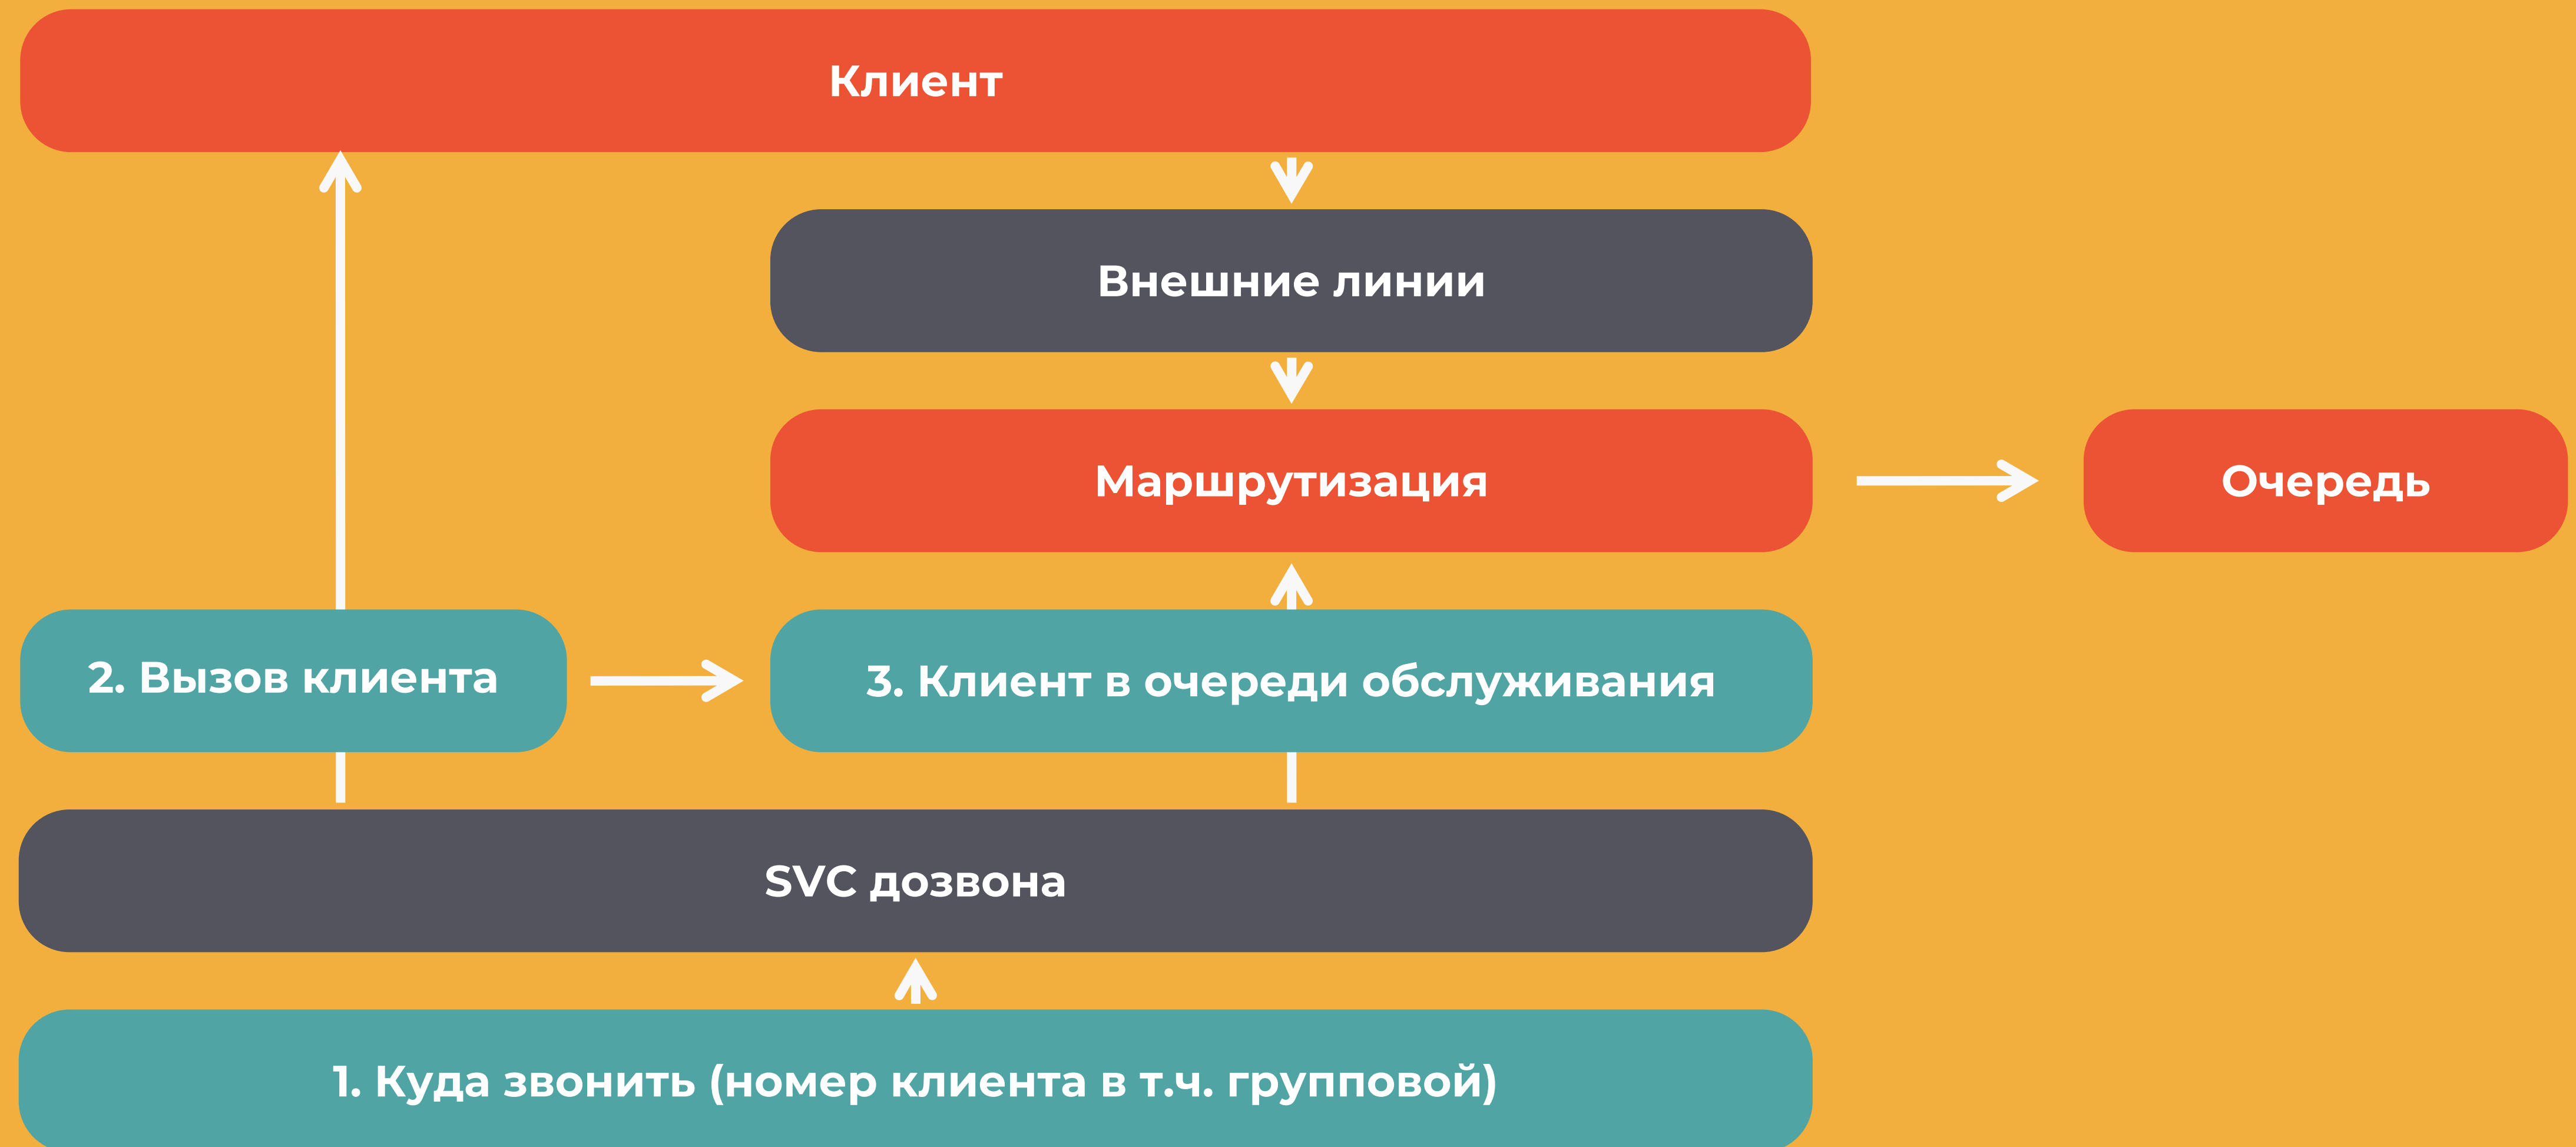 Клиент
Внешние линии
Маршрутизация
Очередь
2. Вызов клиента
3. Клиент в очереди обслуживания
SVC дозвона
1. Куда звонить (номер клиента в т.ч. групповой)